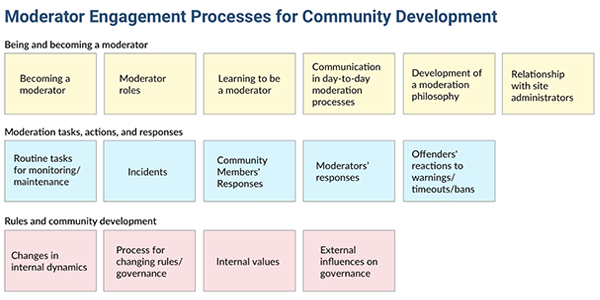 Moderator Engagement Processes for Community Development
Being and becoming a moderator
Becoming a
moderator
Moderator
roles
Learning to be
a moderator
Communication
in day-to-day
moderation
processes
Development of
a moderation
philosophy
Relationship
with site
administrators
Moderation tasks, actions, and responses
Routine tasks
for monitoring/
maintenance
Incidents
Community
Members'
Responses
Moderators'
responses
Offenders'
reactions to
warnings/
timeouts/bans
Rules and community development
Changes in
internal dynamics
Process for
changing rules/
governance
Internal values
External
influences on
governance